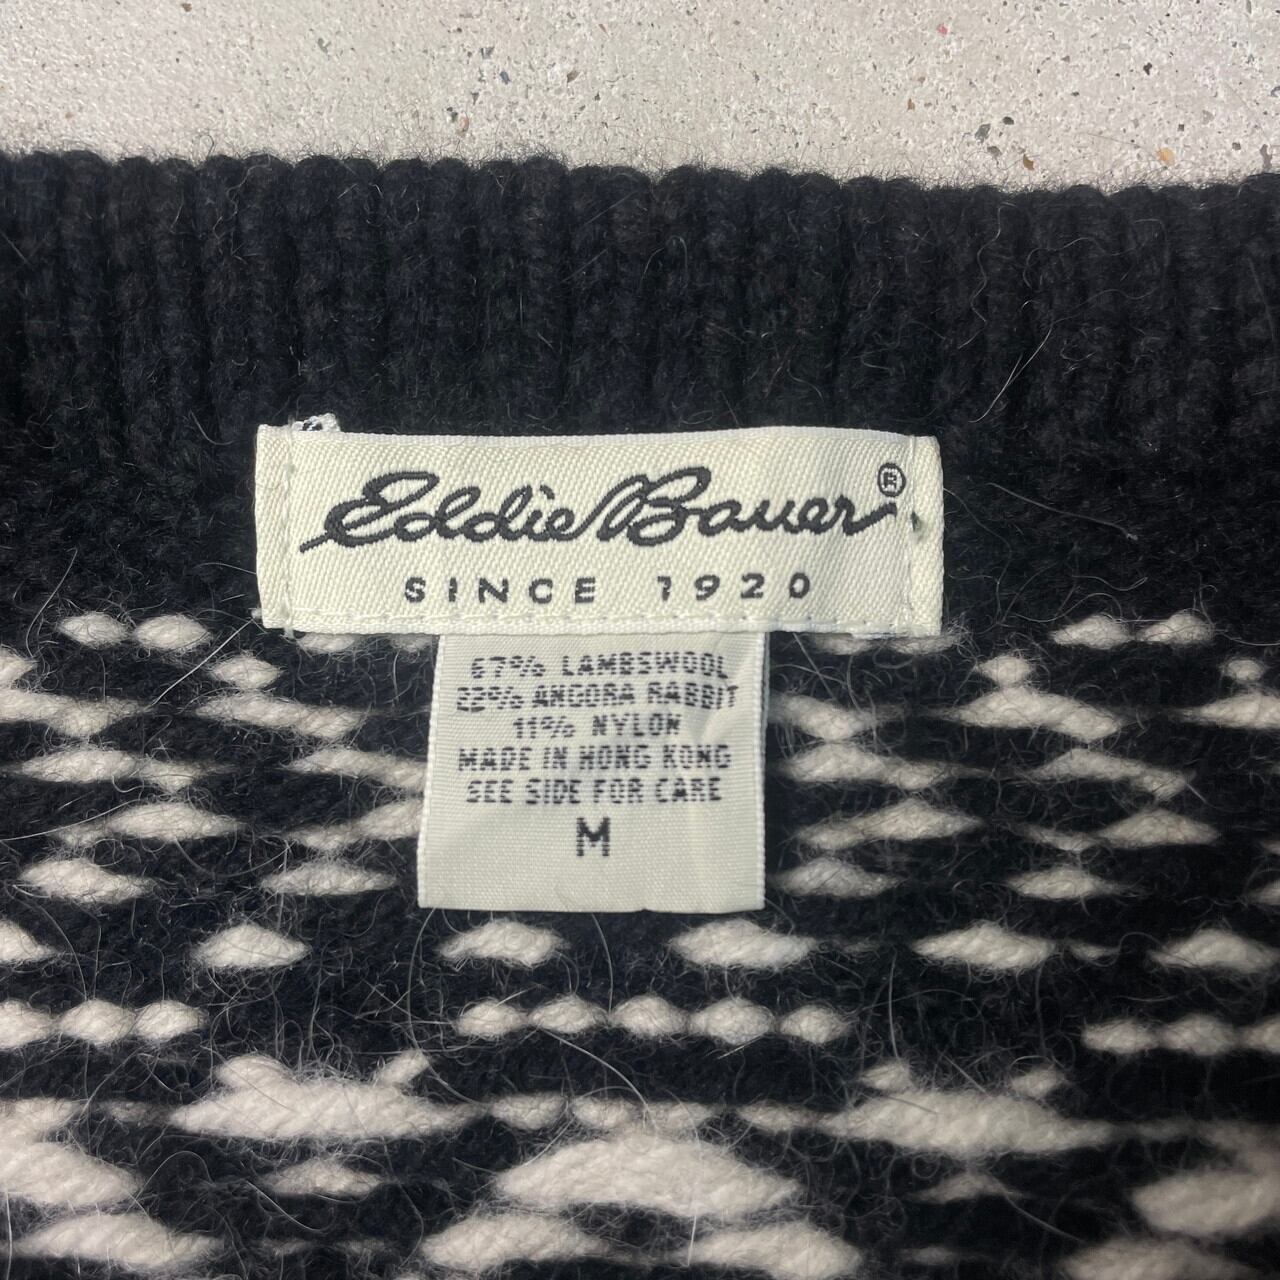 Eddie Bauer®
SINCE 1920
67% LAMBSWOOL
22% ANGORA RABBIT
11% NYLON
MADE IN HONG KONG
SEE SIDE FOR CARE
M